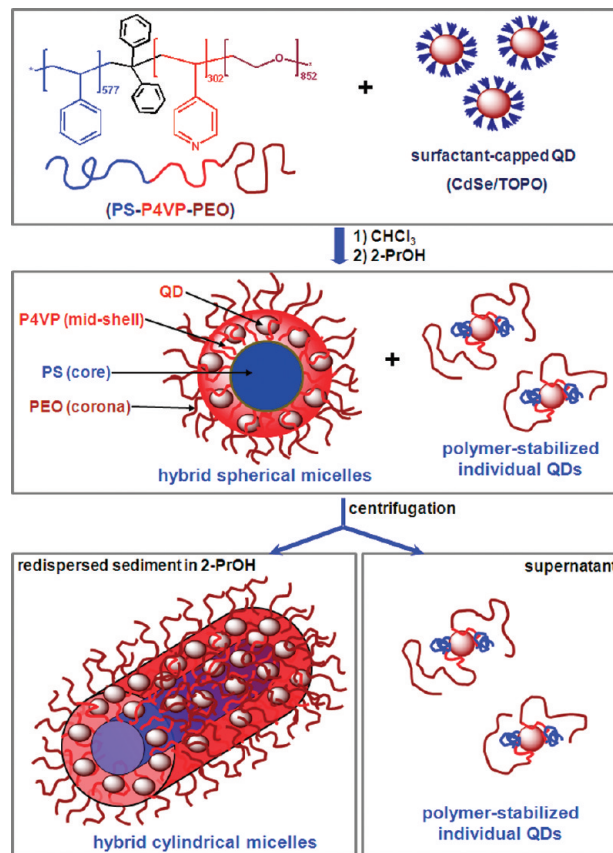 *
577
N
302
O
*
852
+
surfactant-capped QD
(CdSe/TOPO)
(PS-P4VP-PEO)
1) CHCl₃
2) 2-PrOH
QD
P4VP (mid-shell)
PS (core)
PEO (corona)
+
hybrid spherical micelles
polymer-stabilized
individual QDs
centrifugation
redispersed sediment in 2-PrOH
supernatant
hybrid cylindrical micelles
polymer-stabilized
individual QDs